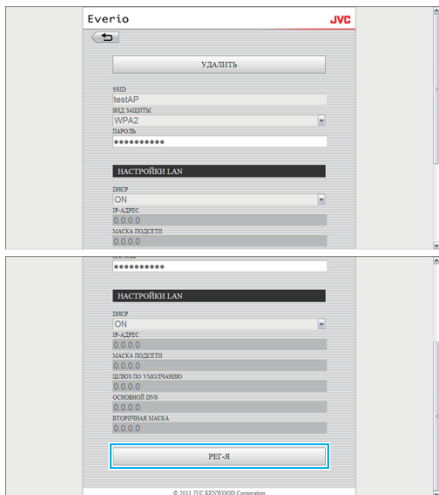 Everio JVC
УДАЛИТЬ
SSID
testAP
ВИД ЗАЩИТЫ
WPA2
ПАРОЛЬ
●●●●●●●●●●
НАСТРОЙКИ LAN
DHCP
ON
IP-АДРЕС
0.0.0.0
МАСКА ПОДСЕТИ
0.0.0.0
●●●●●●●●●●
НАСТРОЙКИ LAN
DHCP
ON
IP-АДРЕС
0.0.0.0
МАСКА ПОДСЕТИ
0.0.0.0
ШЛЮЗ ПО УМОЛЧАНИЮ
0.0.0.0
ОСНОВНОЙ DNS
0.0.0.0
ВТОРИЧНАЯ МАСКА
0.0.0.0
РЕГ-Я
© 2011 JVC KENWOOD Corporation